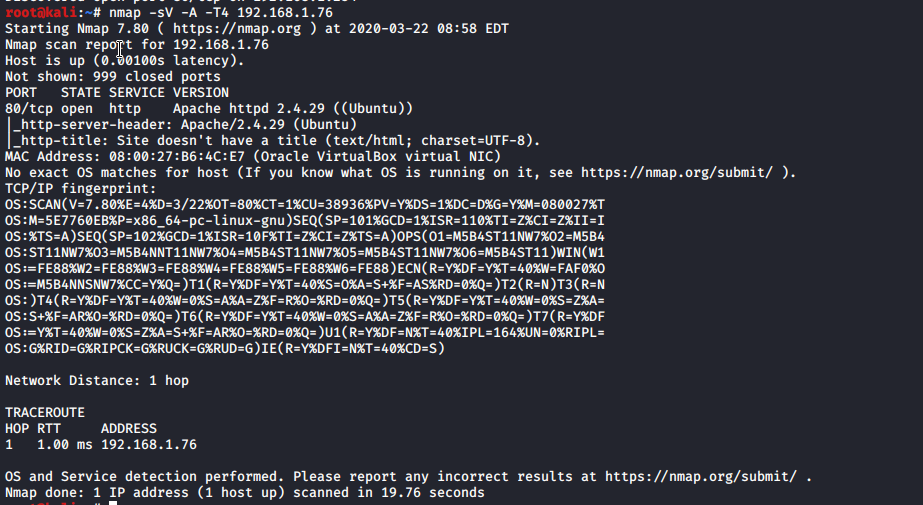 root@kali:~# nmap -sV -A -T4 192.168.1.76
Starting Nmap 7.80 ( https://nmap.org ) at 2020-03-22 08:58 EDT
Nmap scan report for 192.168.1.76
Host is up (0.00100s latency).
Not shown: 999 closed ports
PORT   STATE SERVICE VERSION
80/tcp open  http    Apache httpd 2.4.29 ((Ubuntu))
|_http-server-header: Apache/2.4.29 (Ubuntu)
|_http-title: Site doesn't have a title (text/html; charset=UTF-8).
MAC Address: 08:00:27:B6:4C:E7 (Oracle VirtualBox virtual NIC)
No exact OS matches for host (If you know what OS is running on it, see https://nmap.org/submit/ ).
TCP/IP fingerprint:
OS:SCAN(V=7.80%E=4%D=3/22%OT=80%CT=1%CU=38936%PV=Y%DS=1%DC=D%G=Y%M=080027%T
OS:M=5E7760EB%P=x86_64-pc-linux-gnu)SEQ(SP=101%GCD=1%ISR=110%TI=Z%CI=Z%II=I
OS:%TS=A)SEQ(SP=102%GCD=1%ISR=10F%TI=Z%CI=Z%TS=A)OPS(O1=M5B4ST11NW7%O2=M5B4
OS:ST11NW7%O3=M5B4NNT11NW7%O4=M5B4ST11NW7%O5=M5B4ST11NW7%O6=M5B4ST11)WIN(W1
OS:=FE88%W2=FE88%W3=FE88%W4=FE88%W5=FE88%W6=FE88)ECN(R=Y%DF=Y%T=40%W=FAF0%O
OS:=M5B4NNSNW7%CC=Y%Q=)T1(R=Y%DF=Y%T=40%S=O%A=S+%F=AS%RD=0%Q=)T2(R=N)T3(R=N
OS:)T4(R=Y%DF=Y%T=40%W=0%S=A%A=Z%F=R%O=%RD=0%Q=)T5(R=Y%DF=Y%T=40%W=0%S=Z%A=
OS:S+%F=AR%O=%RD=0%Q=)T6(R=Y%DF=Y%T=40%W=0%S=A%A=Z%F=R%O=%RD=0%Q=)T7(R=Y%DF
OS:=Y%T=40%W=0%S=Z%A=S+%F=AR%O=%RD=0%Q=)U1(R=Y%DF=N%T=40%IPL=164%UN=0%RIPL=
OS:G%RID=G%RIPCK=G%RUCK=G%RUD=G)IE(R=Y%DFI=N%T=40%CD=S)
Network Distance: 1 hop
TRACEROUTE
HOP RTT     ADDRESS
1   1.00 ms 192.168.1.76
OS and Service detection performed. Please report any incorrect results at https://nmap.org/submit/ .
Nmap done: 1 IP address (1 host up) scanned in 19.76 seconds